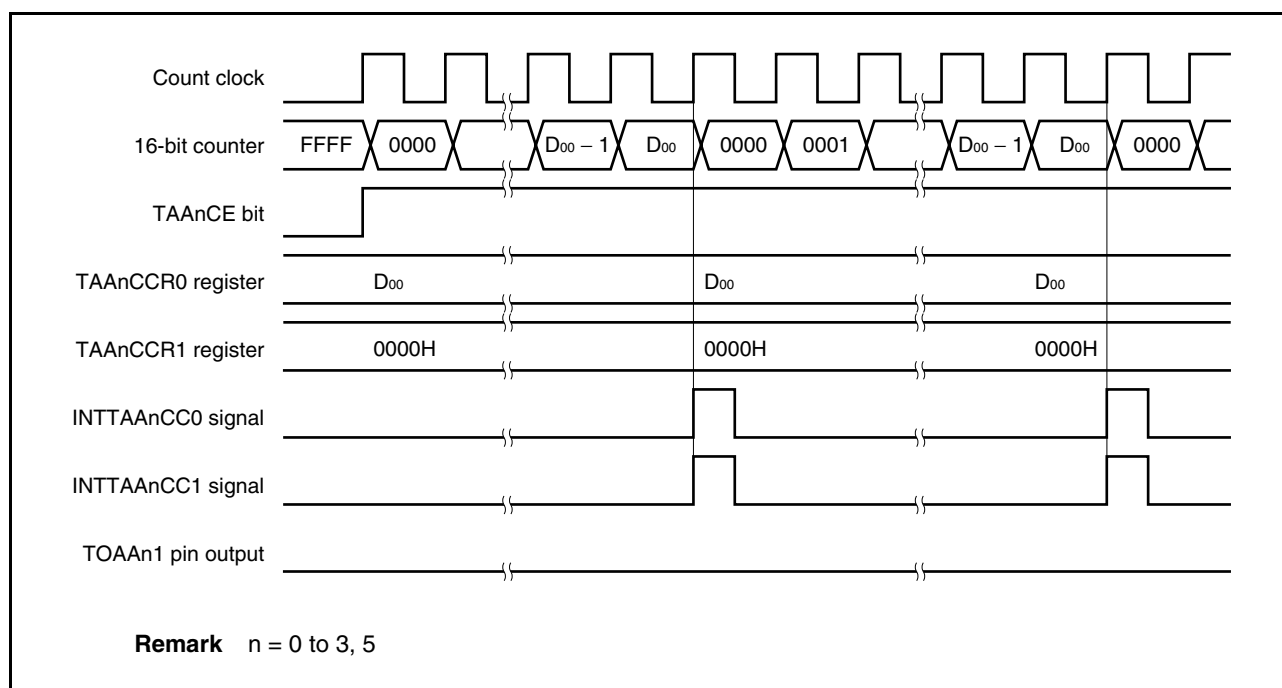 Count clock
16-bit counter FFFF 0000 D00 − 1 D00 0000 0001 D00 − 1 D00 0000
TAAnCE bit
TAAnCCR0 register D00 D00 D00
TAAnCCR1 register 0000H 0000H 0000H
INTTAAnCC0 signal
INTTAAnCC1 signal
TOAAn1 pin output
Remark n = 0 to 3, 5